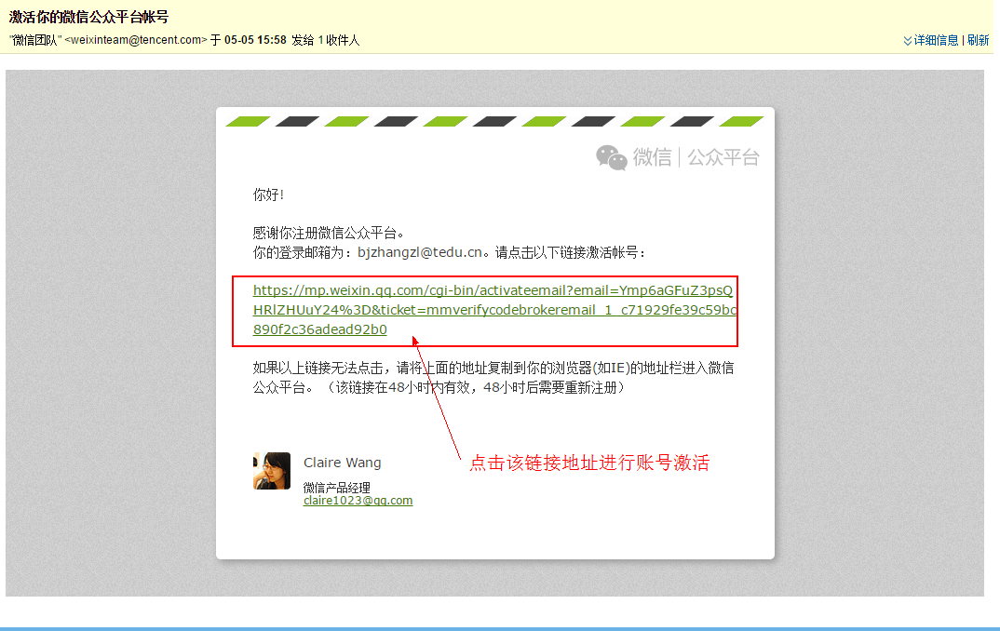 激活你的微信公众平台帐号
"微信团队" <weixinteam@tencent.com> 于 05-05 15:58 发给 1收件人
详细信息 | 刷新
微信 | 公众平台
你好!
感谢你注册微信公众平台。
你的登录邮箱为：bjzhangzl@tedu.cn。请点击以下链接激活帐号：
https://mp.weixin.qq.com/cgi-bin/activateemail?email=Ymp6aGFuZ3psQ
HRlZHUuY24%3D&ticket=mmverifycodebrokeremail_1_c71929fe39c59bc
890f2c36adead92b0
如果以上链接无法点击，请将上面的地址复制到你的浏览器(如IE)的地址栏进入微信
公众平台。 （该链接在48小时内有效，48小时后需要重新注册）
Claire Wang
点击该链接地址进行账号激活
微信产品经理
claire1023@qq.com